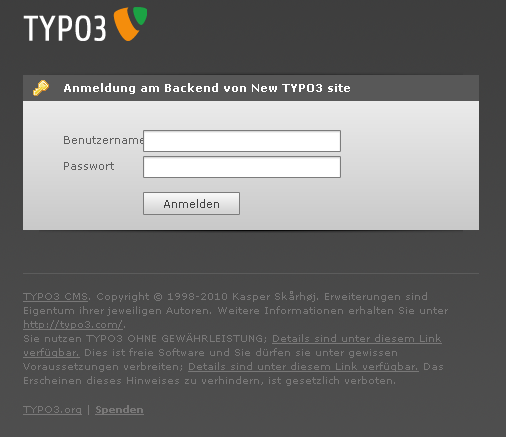 TYPO3
Anmeldung am Backend von New TYPO3 site
Benutzername
Passwort
Anmelden
TYPO3 CMS. Copyright © 1998-2010 Kasper Skårhøj. Erweiterungen sind
Eigentum ihrer jeweiligen Autoren. Weitere Informationen erhalten Sie unter
http://typo3.com/.
Sie nutzen TYPO3 OHNE GEWÄHRLEISTUNG; Details sind unter diesem Link
verfügbar. Dies ist freie Software und Sie dürfen sie unter gewissen
Voraussetzungen verbreiten; Details sind unter diesem Link verfügbar. Das
Erscheinen dieses Hinweises zu verhindern, ist gesetzlich verboten.
TYPO3.org | Spenden